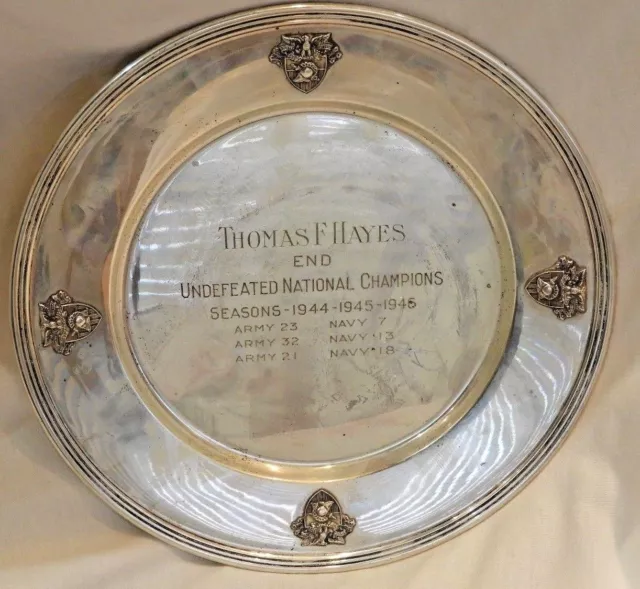 THOMAS F. HAYES
END
UNDEFEATED NATIONAL CHAMPIONS
SEASONS - 1944 - 1945 - 1946
ARMY 23 NAVY 7
ARMY 32 NAVY 13
ARMY 21 NAVY 18